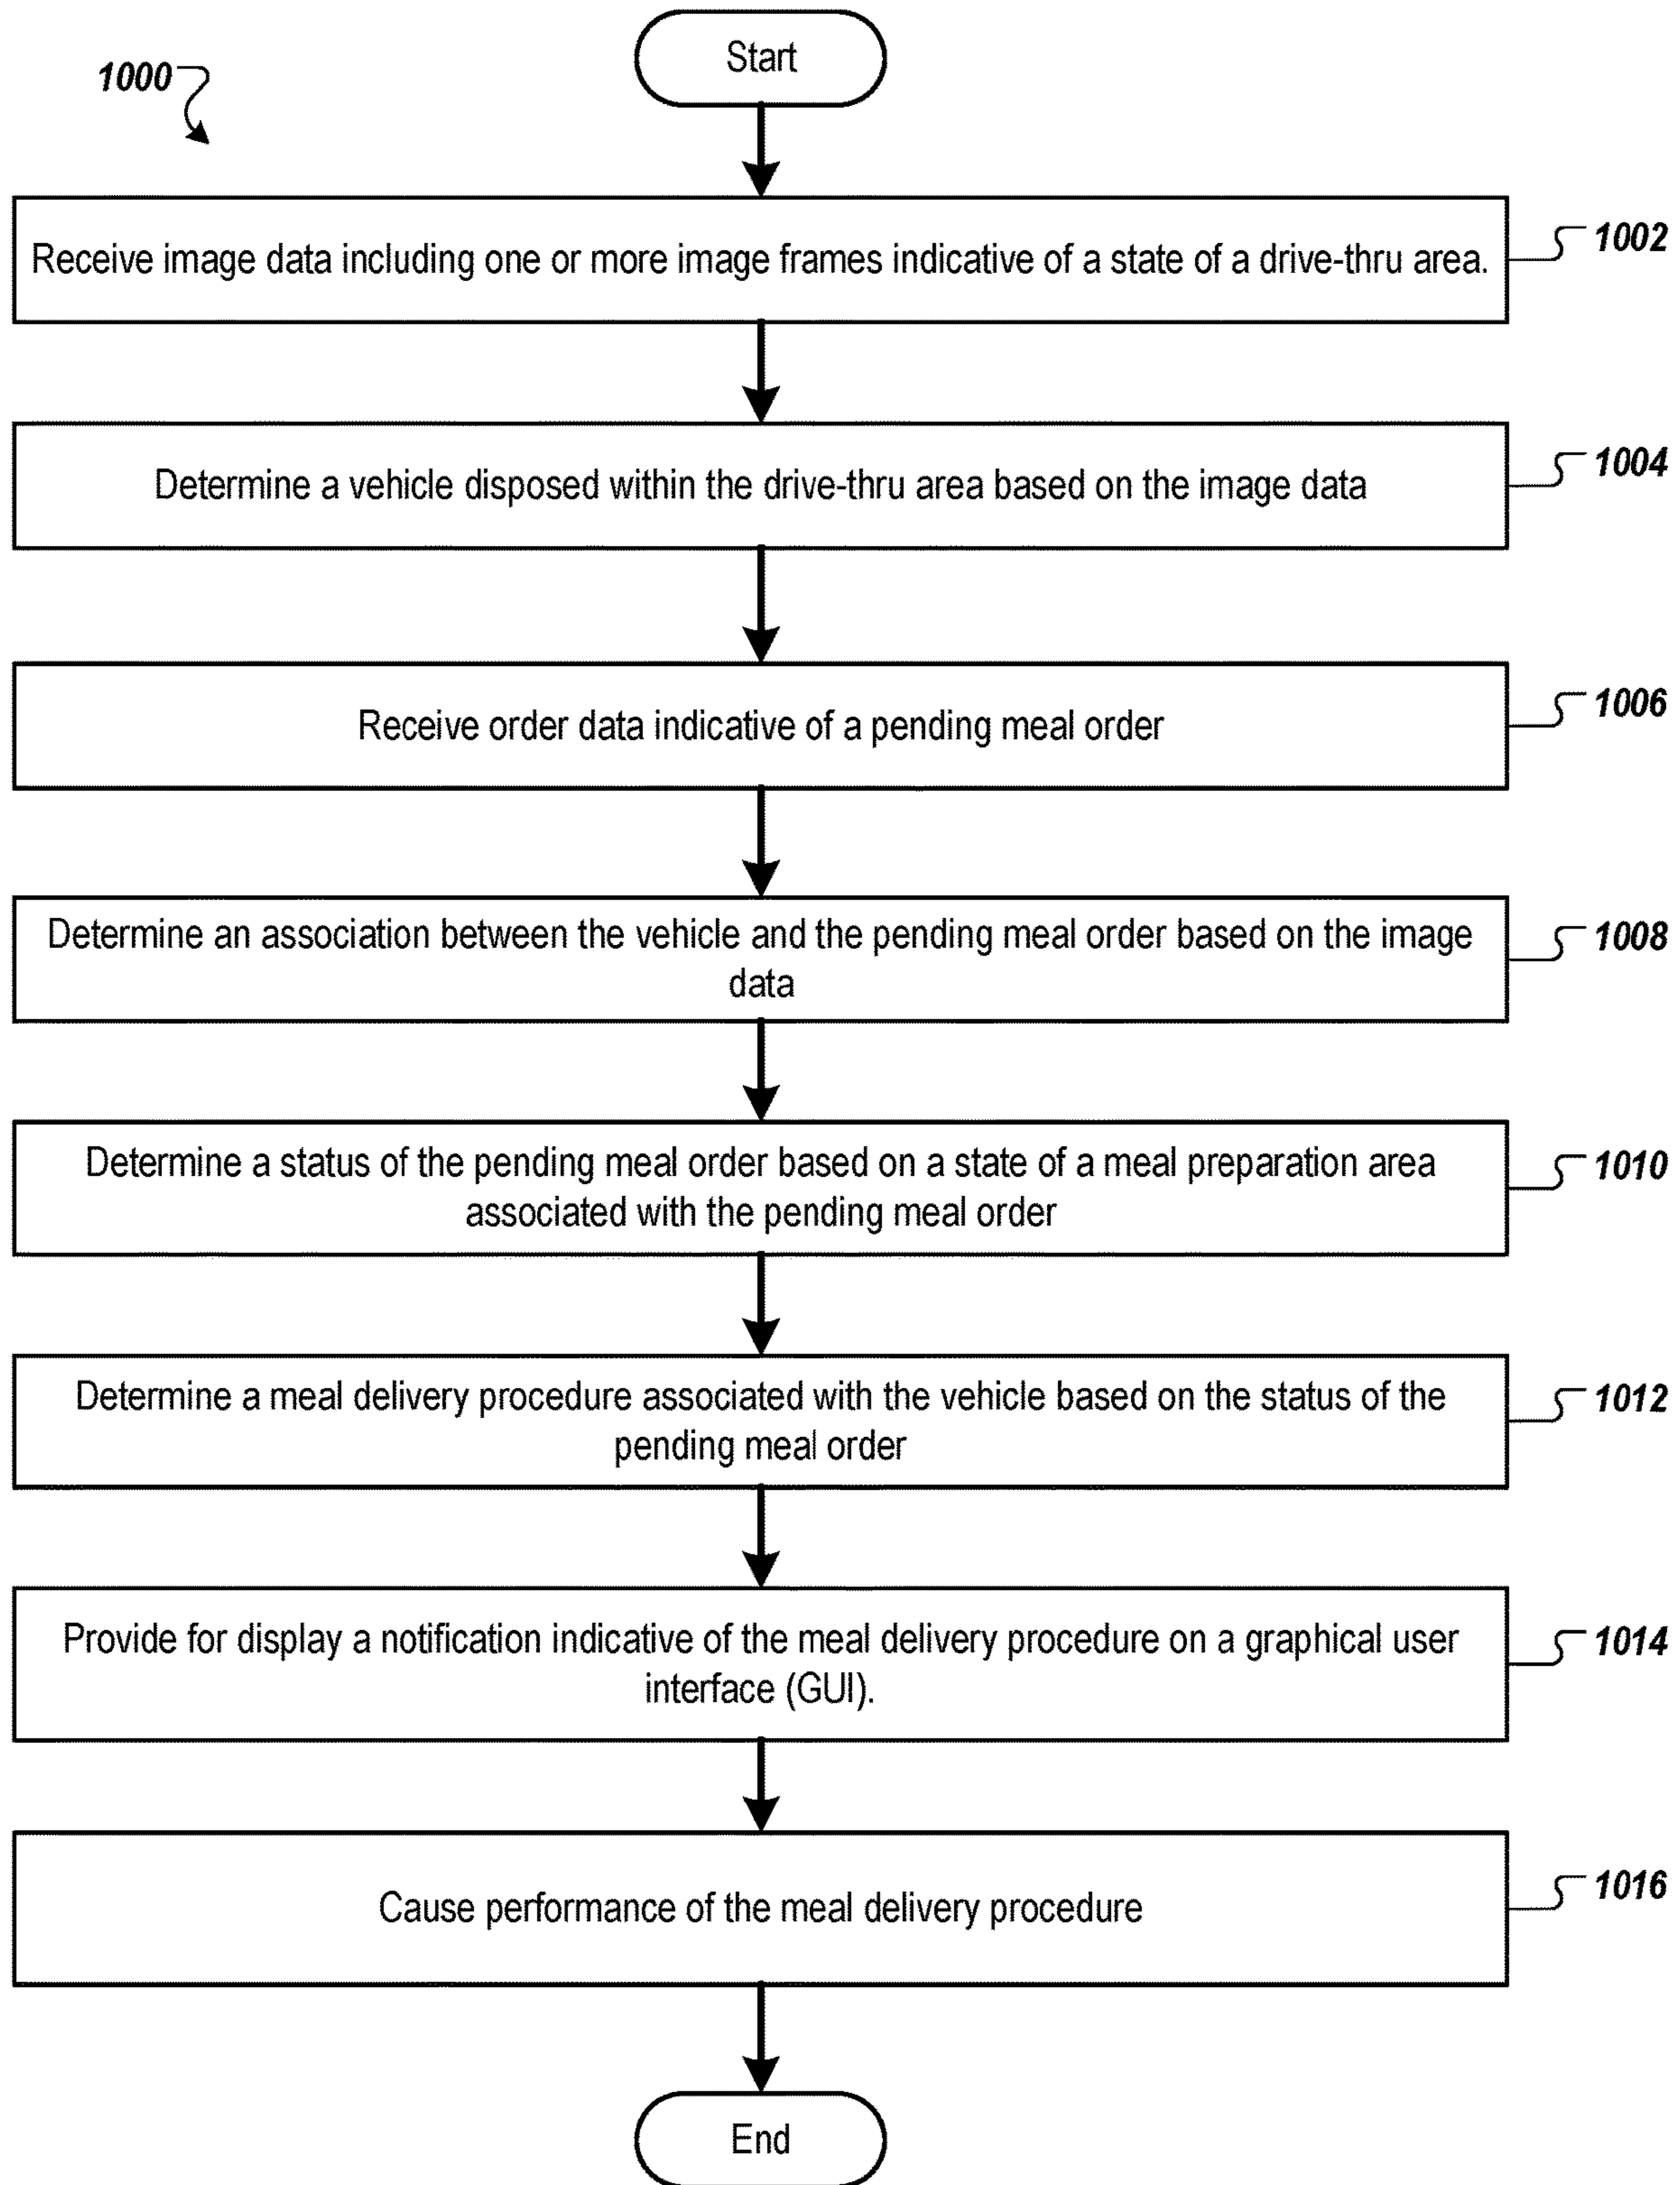 Start
1000
Receive image data including one or more image frames indicative of a state of a drive-thru area.
1002
Determine a vehicle disposed within the drive-thru area based on the image data
1004
Receive order data indicative of a pending meal order
1006
Determine an association between the vehicle and the pending meal order based on the image
data
1008
Determine a status of the pending meal order based on a state of a meal preparation area
associated with the pending meal order
1010
Determine a meal delivery procedure associated with the vehicle based on the status of the
pending meal order
1012
Provide for display a notification indicative of the meal delivery procedure on a graphical user
interface (GUI).
1014
Cause performance of the meal delivery procedure
1016
End